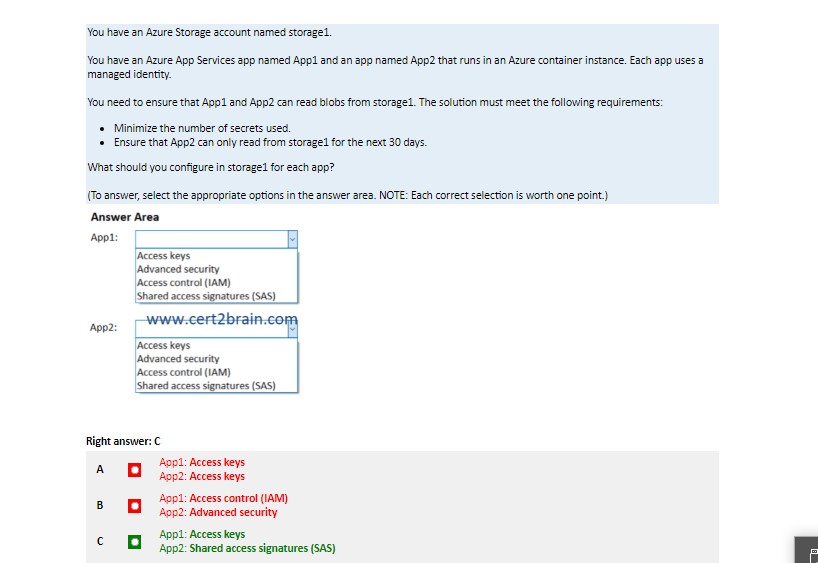 You have an Azure Storage account named storage1.
You have an Azure App Services app named App1 and an app named App2 that runs in an Azure container instance. Each app uses a
managed identity.
You need to ensure that App1 and App2 can read blobs from storage1. The solution must meet the following requirements:
• Minimize the number of secrets used.
• Ensure that App2 can only read from storage1 for the next 30 days.
What should you configure in storage1 for each app?
(To answer, select the appropriate options in the answer area. NOTE: Each correct selection is worth one point.)
Answer Area
App1:
Access keys
Advanced security
Access control (IAM)
Shared access signatures (SAS)
www.cert2brain.com
App2:
Access keys
Advanced security
Access control (IAM)
Shared access signatures (SAS)
Right answer: C
A
App1: Access keys
App2: Access keys
B
App1: Access control (IAM)
App2: Advanced security
C
App1: Access keys
App2: Shared access signatures (SAS)